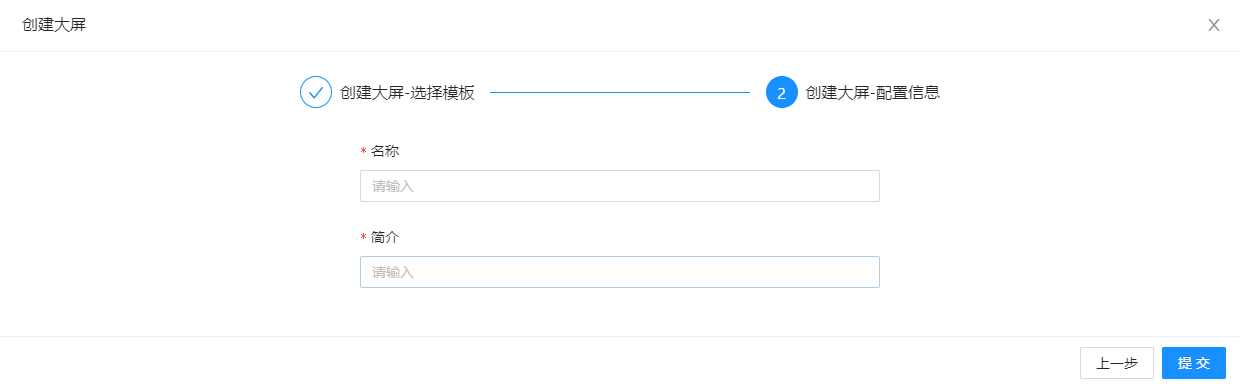 创建大屏
创建大屏-选择模板
2 创建大屏-配置信息
* 名称
请输入
* 简介
请输入
上一步 提交